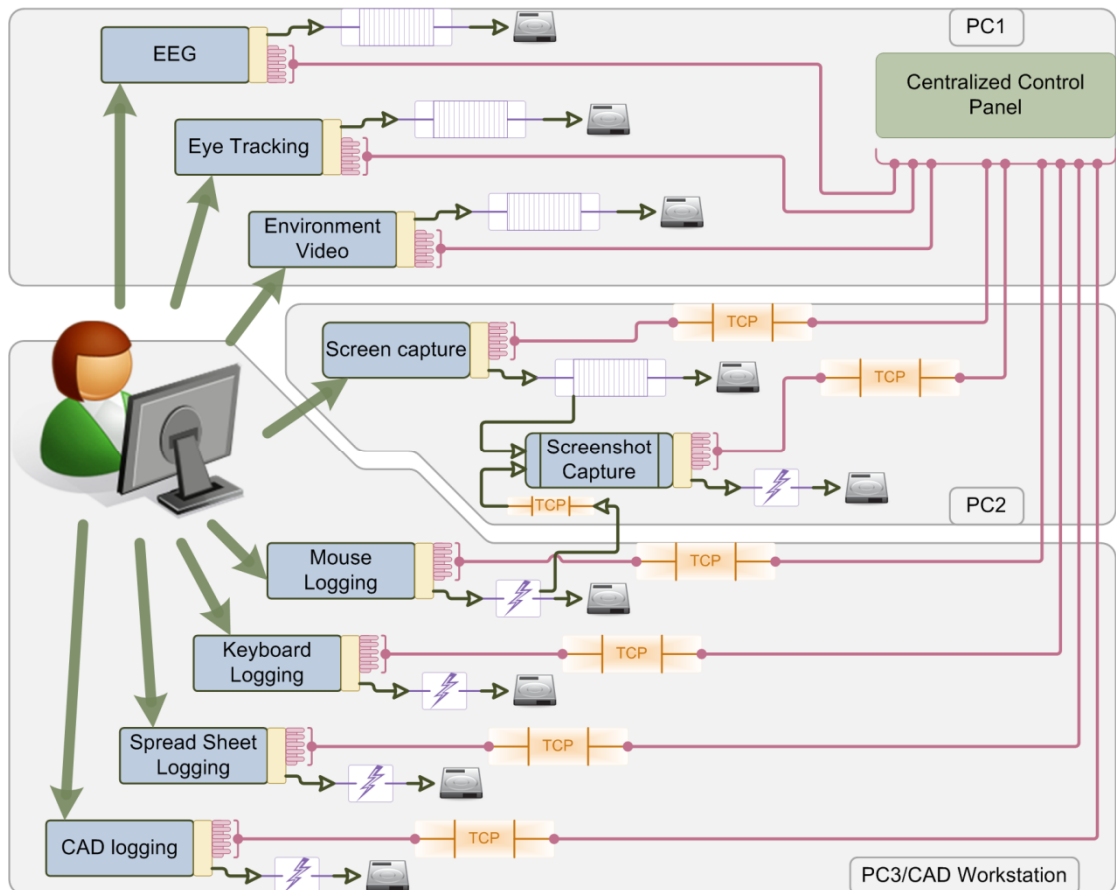 PC1
EEG
Centralized Control
Panel
Eye Tracking
Environment
Video
TCP
Screen capture
TCP
Screenshot
Capture
TCP
PC2
Mouse
Logging
TCP
Keyboard
Logging
TCP
Spread Sheet
Logging
TCP
CAD logging
TCP
PC3/CAD Workstation